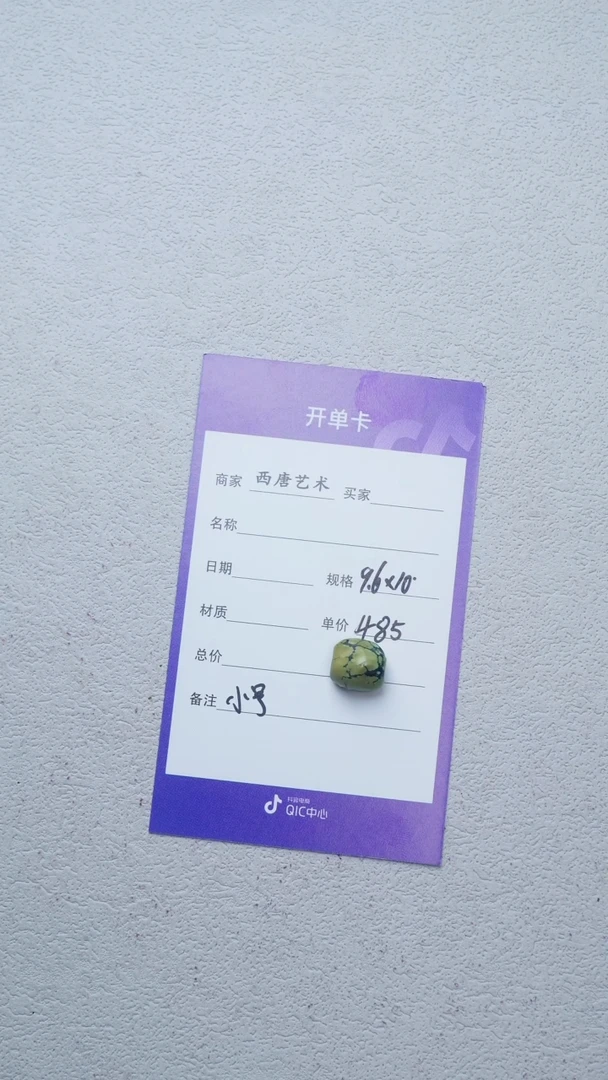 开单卡
商家 西唐艺术 买家
名称
日期 规格 9.6×10
材质 单价 485
总价
备注 小号
抖音电商
QIC中心